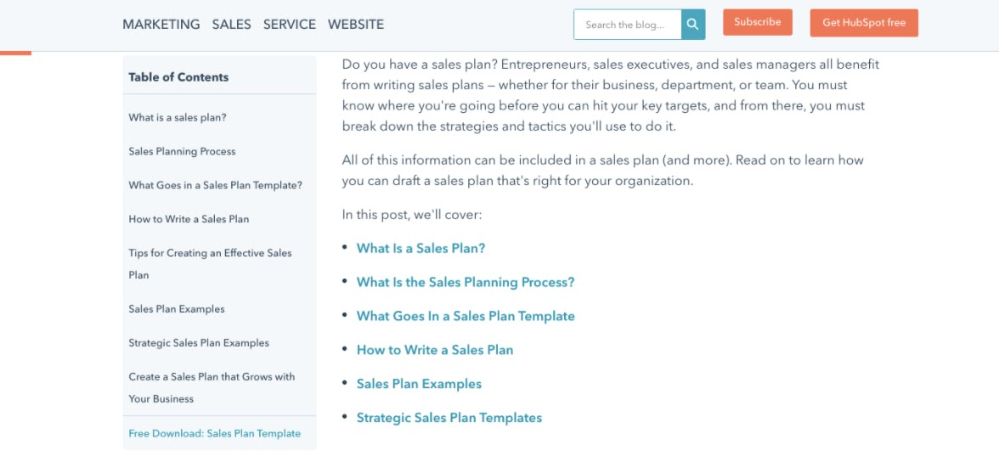 MARKETING SALES SERVICE WEBSITE
Search the blog...
Subscribe
Get HubSpot free
Table of Contents
What is a sales plan?
Sales Planning Process
What Goes in a Sales Plan Template?
How to Write a Sales Plan
Tips for Creating an Effective Sales
Plan
Sales Plan Examples
Strategic Sales Plan Examples
Create a Sales Plan that Grows with
Your Business
Free Download: Sales Plan Template
Do you have a sales plan? Entrepreneurs, sales executives, and sales managers all benefit
from writing sales plans — whether for their business, department, or team. You must
know where you're going before you can hit your key targets, and from there, you must
break down the strategies and tactics you'll use to do it.
All of this information can be included in a sales plan (and more). Read on to learn how
you can draft a sales plan that's right for your organization.
In this post, we'll cover:
• What Is a Sales Plan?
• What Is the Sales Planning Process?
• What Goes In a Sales Plan Template
• How to Write a Sales Plan
• Sales Plan Examples
• Strategic Sales Plan Templates